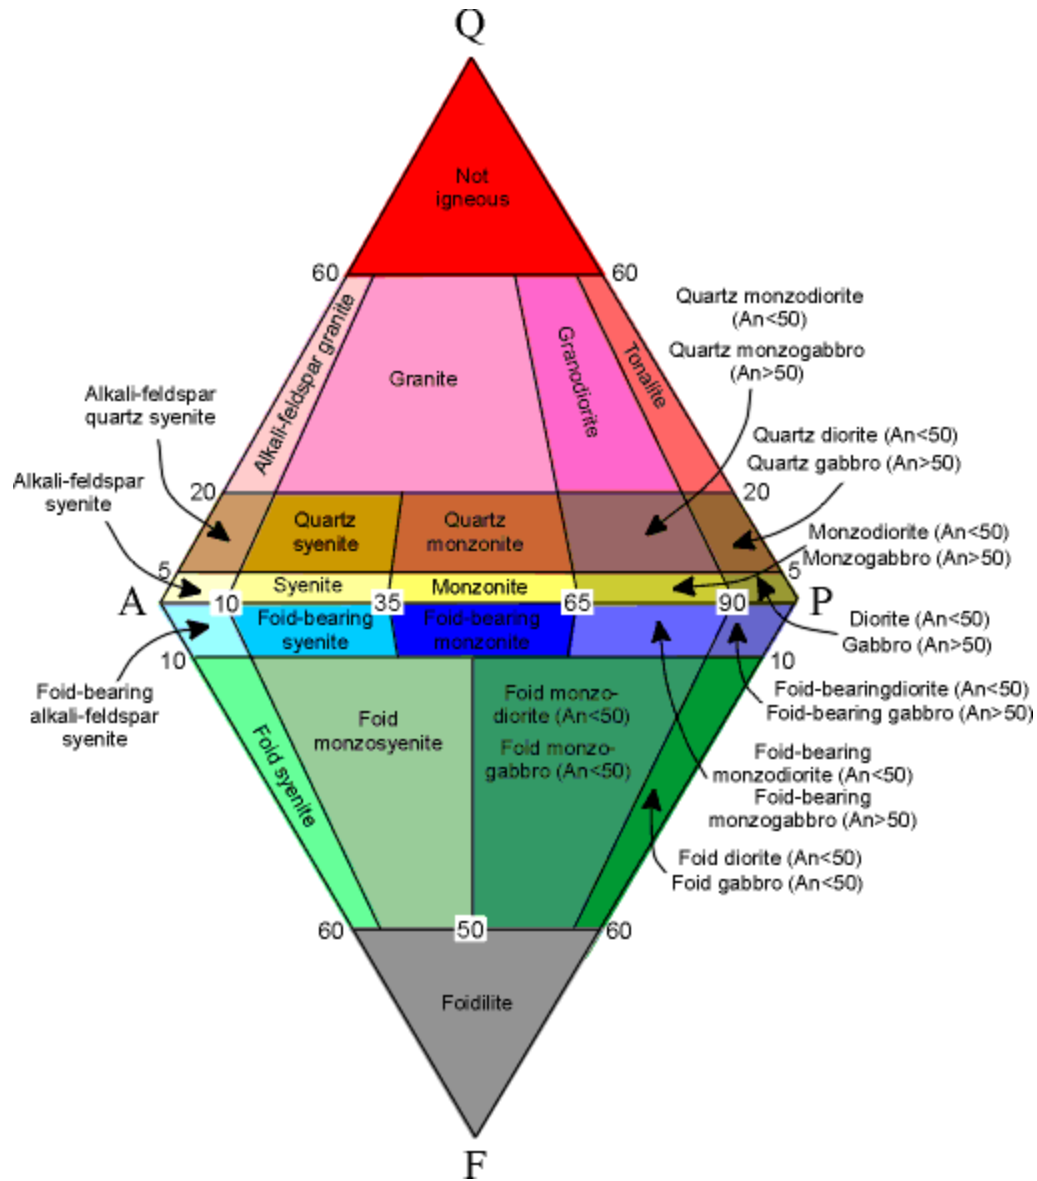 Q
Not
igneous
60
60
Quartz monzodiorite
(An<50)
Quartz monzogabbro
(An>50)
Alkali-feldspar granite
Granite
Granodiorite
Tonalite
Alkali-feldspar
quartz syenite
Quartz diorite (An<50)
Quartz gabbro (An>50)
Alkali-feldspar
syenite
20
20
Quartz
syenite
Quartz
monzonite
Monzodiorite (An<50)
Monzogabbro (An>50)
5
5
Syenite
Monzonite
A
10
35
65
90
P
Foid-bearing
syenite
Foid-bearing
monzonite
Diorite (An<50)
Gabbro (An>50)
10
10
Foid-bearing
alkali-feldspar
syenite
Foid-bearingdiorite (An<50)
Foid-bearing gabbro (An>50)
Foid syenite
Foid
monzosyenite
Foid monzo-
diorite (An<50)
Foid monzo-
gabbro (An<50)
Foid-bearing
monzodiorite (An<50)
Foid-bearing
monzogabbro (An>50)
Foid diorite (An<50)
Foid gabbro (An<50)
60
50
60
Foidilite
F